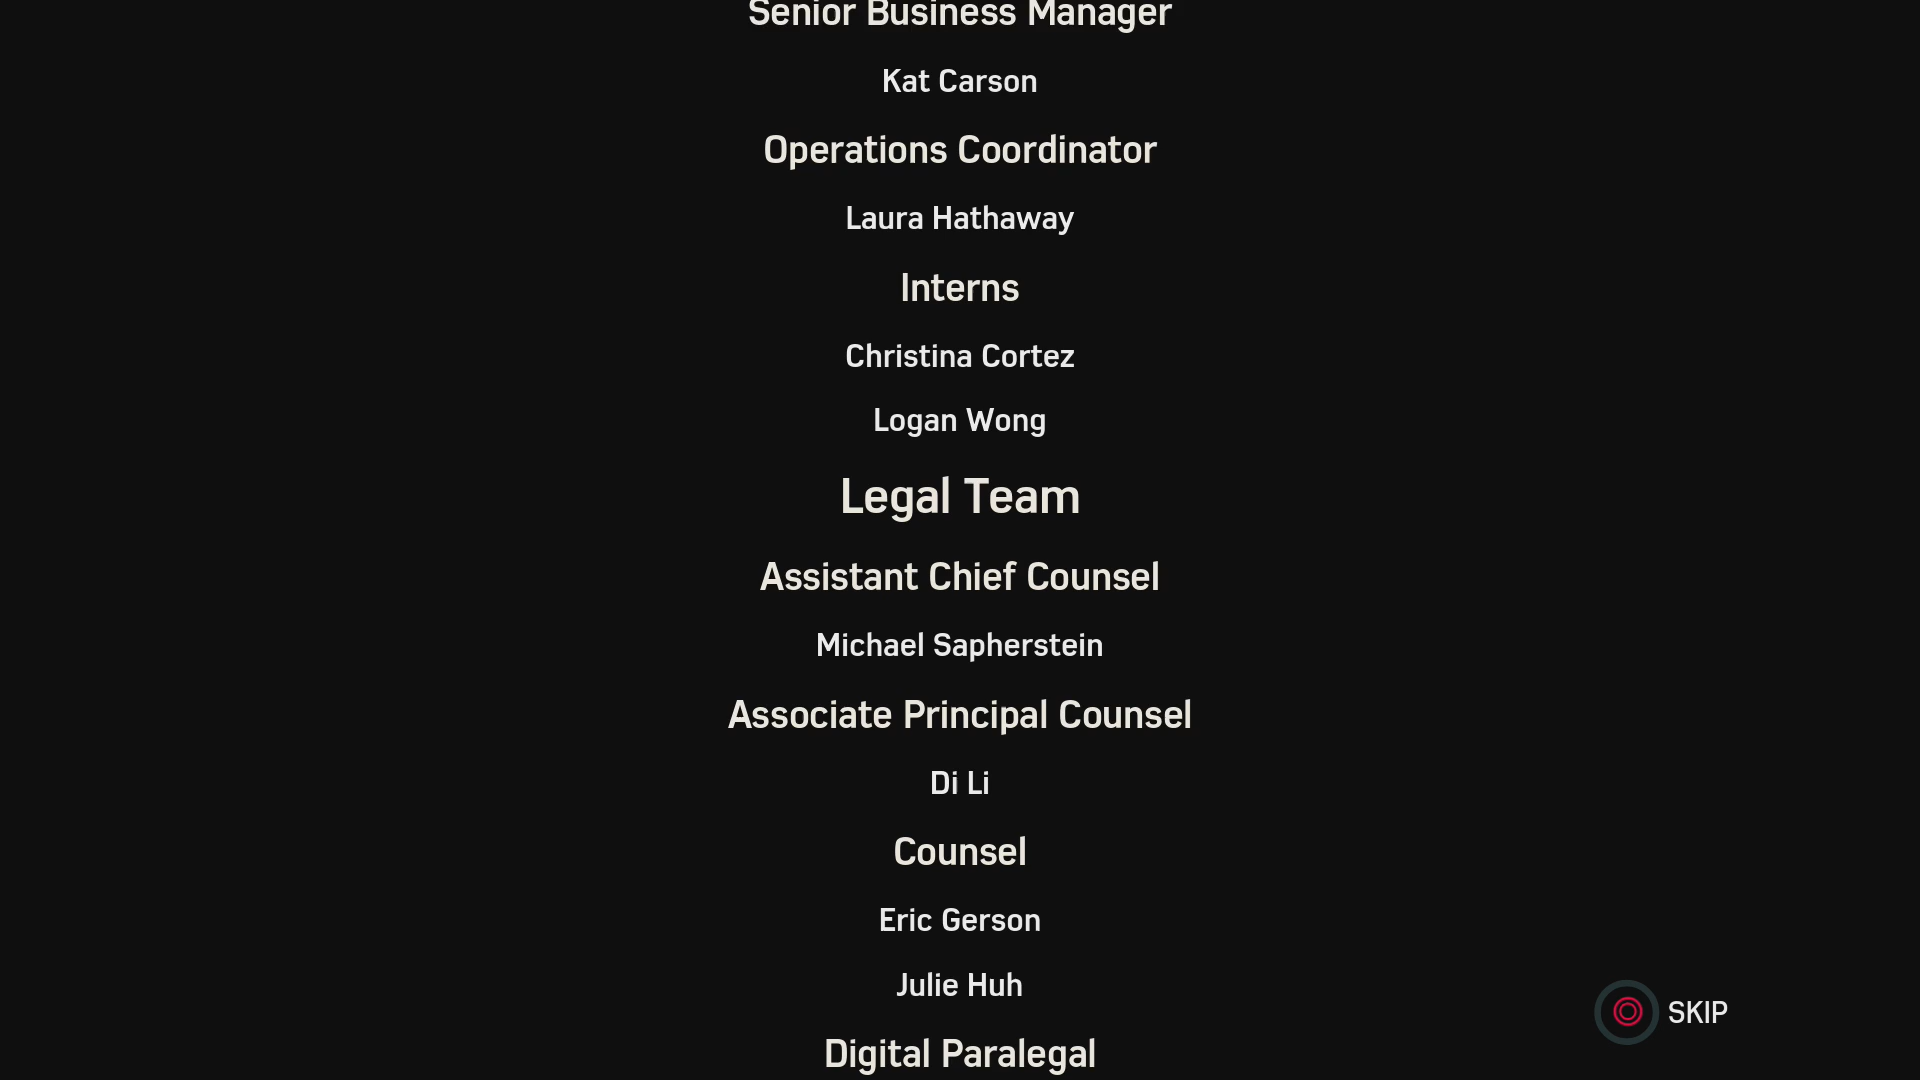 Senior Business Manager
Kat Carson
Operations Coordinator
Laura Hathaway
Interns
Christina Cortez
Logan Wong
Legal Team
Assistant Chief Counsel
Michael Sapherstein
Associate Principal Counsel
Di Li
Counsel
Eric Gerson
Julie Huh
SKIP
Digital Paralegal